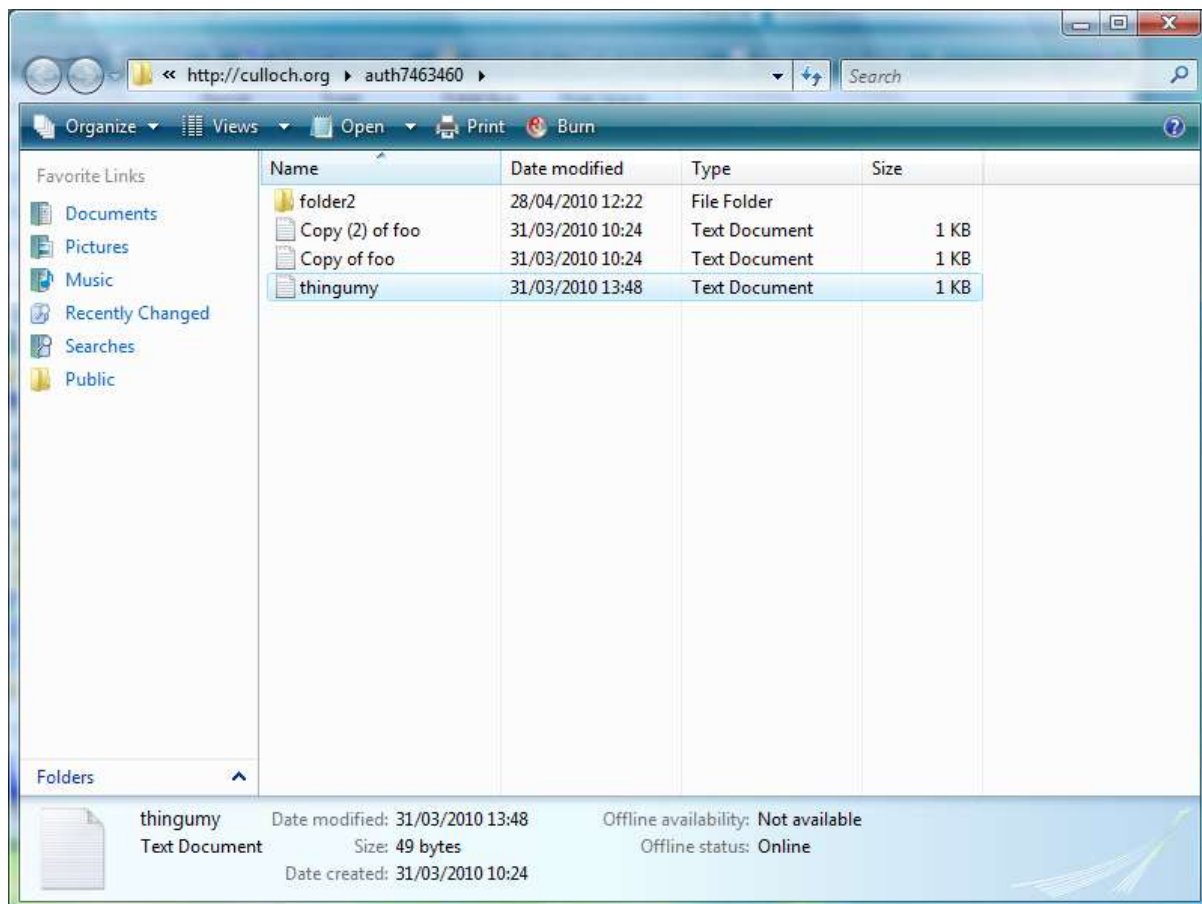 « http://culloch.org ▸ auth7463460 ▸ Search
Organize Views Open Print Burn
Favorite Links
Documents
Pictures
Music
Recently Changed
Searches
Public
Folders
Name Date modified Type Size
folder2 28/04/2010 12:22 File Folder
Copy (2) of foo 31/03/2010 10:24 Text Document 1 KB
Copy of foo 31/03/2010 10:24 Text Document 1 KB
thingumy 31/03/2010 13:48 Text Document 1 KB
thingumy Date modified: 31/03/2010 13:48 Offline availability: Not available
Text Document Size: 49 bytes Offline status: Online
Date created: 31/03/2010 10:24